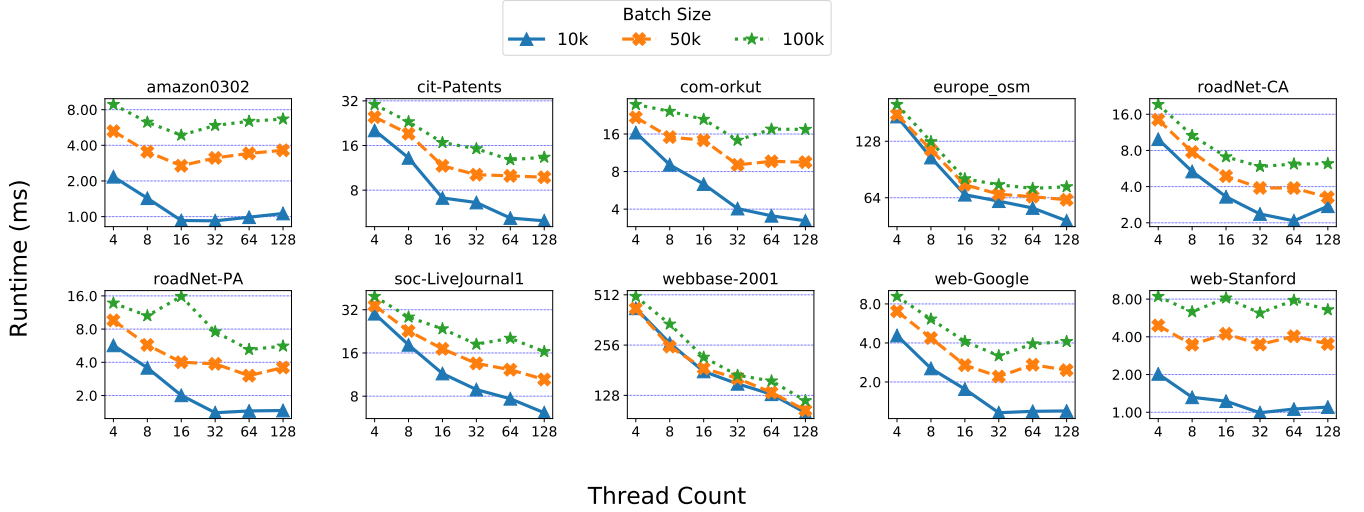 Batch Size
10k 50k 100k
amazon0302 cit-Patents com-orkut europe_osm roadNet-CA
8.00
4.00
2.00
1.00
4 8 16 32 64 128
32
16
8
4 8 16 32 64 128
16
8
4
4 8 16 32 64 128
128
64
4 8 16 32 64 128
16.0
8.0
4.0
2.0
4 8 16 32 64 128
Runtime (ms)
roadNet-PA soc-LiveJournal1 webbase-2001 web-Google web-Stanford
16.0
8.0
4.0
2.0
4 8 16 32 64 128
32
16
8
4 8 16 32 64 128
512
256
128
4 8 16 32 64 128
8.0
4.0
2.0
4 8 16 32 64 128
8.00
4.00
2.00
1.00
4 8 16 32 64 128
Thread Count